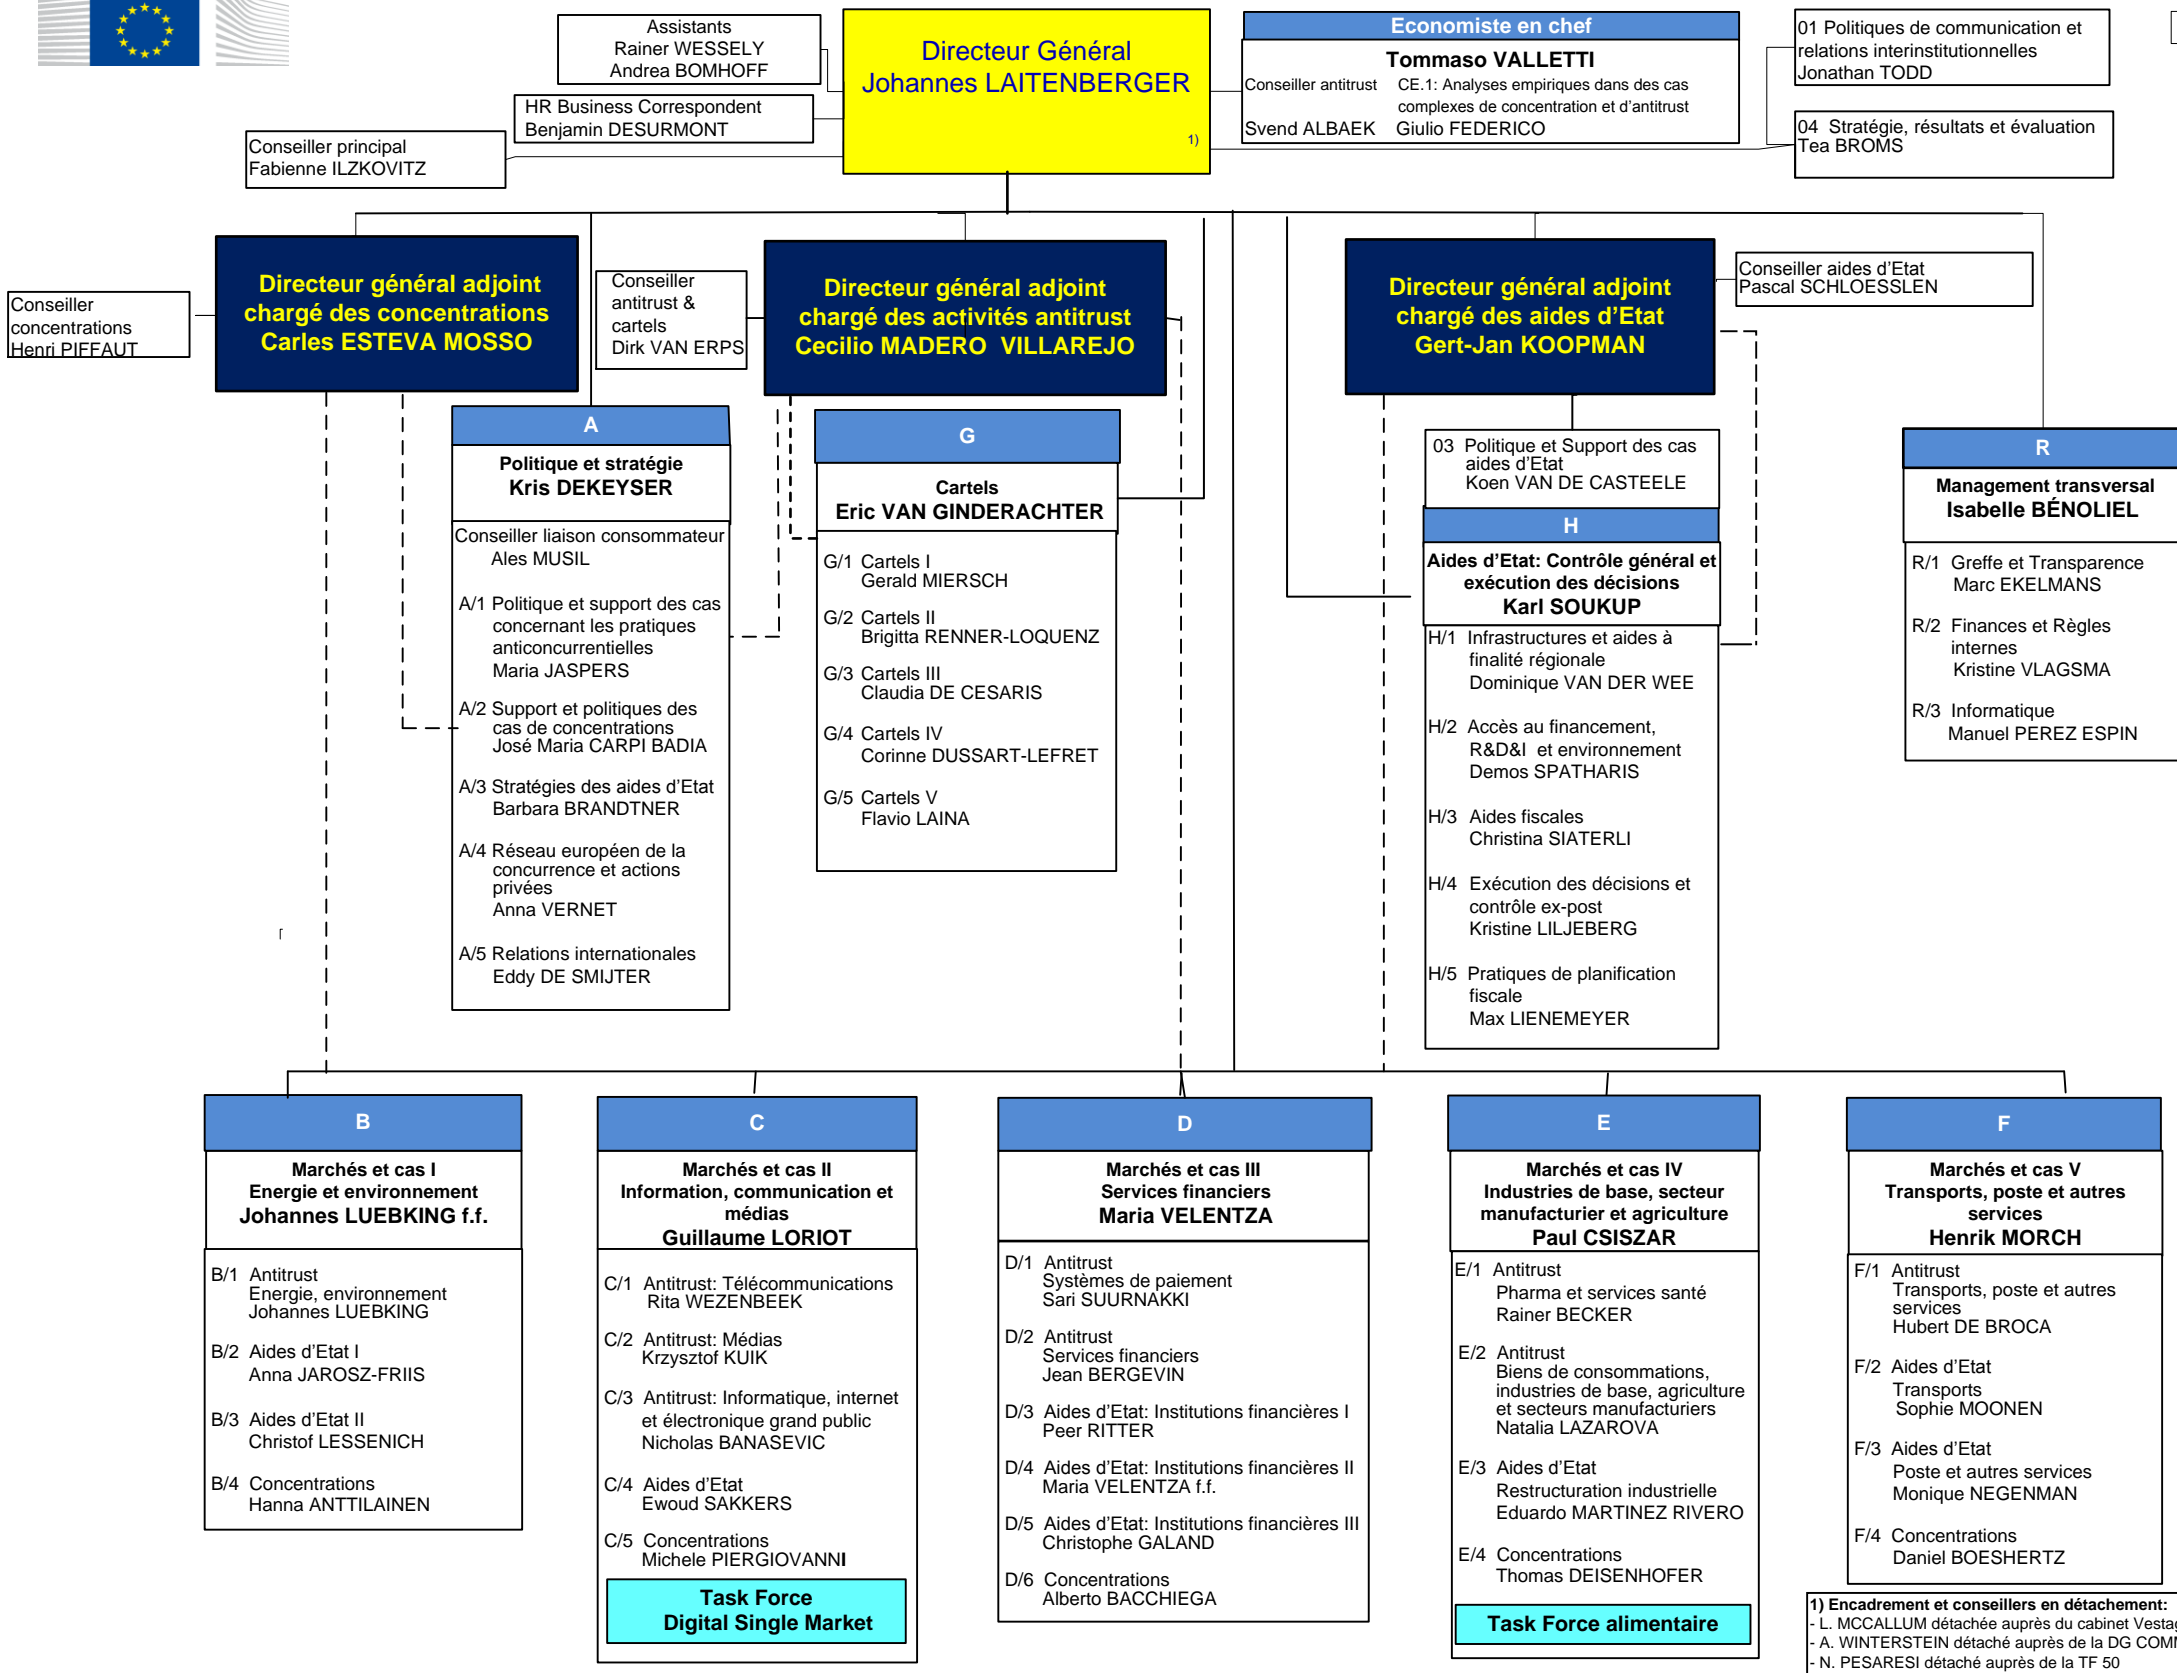 Assistants
Rainer WESSELY
Andrea BOMHOFF
HR Business Correspondent
Benjamin DESURMONT
Conseiller principal
Fabienne ILZKOVITZ
Directeur Général
Johannes LAITENBERGER
1)
Economiste en chef
Tommaso VALLETTI
Conseiller antitrust CE.1: Analyses empiriques dans des cas
complexes de concentration et d'antitrust
Svend ALBAEK Giulio FEDERICO
01 Politiques de communication et
relations interinstitutionnelles
Jonathan TODD
04 Stratégie, résultats et évaluation
Tea BROMS
Conseiller
concentrations
Henri PIFFAUT
Directeur général adjoint
chargé des concentrations
Carles ESTEVA MOSSO
Conseiller
antitrust &
cartels
Dirk VAN ERPS
Directeur général adjoint
chargé des activités antitrust
Cecilio MADERO VILLAREJO
Directeur général adjoint
chargé des aides d'Etat
Gert-Jan KOOPMAN
Conseiller aides d'Etat
Pascal SCHLOESSLEN
A
Politique et stratégie
Kris DEKEYSER
Conseiller liaison consommateur
Ales MUSIL
A/1 Politique et support des cas
concernant les pratiques
anticoncurrentielles
Maria JASPERS
A/2 Support et politiques des
cas de concentrations
José Maria CARPI BADIA
A/3 Stratégies des aides d'Etat
Barbara BRANDTNER
A/4 Réseau européen de la
concurrence et actions
privées
Anna VERNET
A/5 Relations internationales
Eddy DE SMIJTER
G
Cartels
Eric VAN GINDERACHTER
G/1 Cartels I
Gerald MIERSCH
G/2 Cartels II
Brigitta RENNER-LOQUENZ
G/3 Cartels III
Claudia DE CESARIS
G/4 Cartels IV
Corinne DUSSART-LEFRET
G/5 Cartels V
Flavio LAINA
03 Politique et Support des cas
aides d'Etat
Koen VAN DE CASTEELE
H
Aides d'Etat: Contrôle général et
exécution des décisions
Karl SOUKUP
H/1 Infrastructures et aides à
finalité régionale
Dominique VAN DER WEE
H/2 Accès au financement,
R&D&I et environnement
Demos SPATHARIS
H/3 Aides fiscales
Christina SIATERLI
H/4 Exécution des décisions et
contrôle ex-post
Kristine LILJEBERG
H/5 Pratiques de planification
fiscale
Max LIENEMEYER
R
Management transversal
Isabelle BÉNOLIEL
R/1 Greffe et Transparence
Marc EKELMANS
R/2 Finances et Règles
internes
Kristine VLAGSMA
R/3 Informatique
Manuel PEREZ ESPIN
B
Marchés et cas I
Energie et environnement
Johannes LUEBKING f.f.
B/1 Antitrust
Energie, environnement
Johannes LUEBKING
B/2 Aides d'Etat I
Anna JAROSZ-FRIIS
B/3 Aides d'Etat II
Christof LESSENICH
B/4 Concentrations
Hanna ANTTILAINEN
C
Marchés et cas II
Information, communication et
médias
Guillaume LORIOT
C/1 Antitrust: Télécommunications
Rita WEZENBEEK
C/2 Antitrust: Médias
Krzysztof KUIK
C/3 Antitrust: Informatique, internet
et électronique grand public
Nicholas BANASEVIC
C/4 Aides d'Etat
Ewoud SAKKERS
C/5 Concentrations
Michele PIERGIOVANNI
Task Force
Digital Single Market
D
Marchés et cas III
Services financiers
Maria VELENTZA
D/1 Antitrust
Systèmes de paiement
Sari SUURNAKKI
D/2 Antitrust
Services financiers
Jean BERGEVIN
D/3 Aides d'Etat: Institutions financières I
Peer RITTER
D/4 Aides d'Etat: Institutions financières II
Maria VELENTZA f.f.
D/5 Aides d'Etat: Institutions financières III
Christophe GALAND
D/6 Concentrations
Alberto BACCHIEGA
E
Marchés et cas IV
Industries de base, secteur
manufacturier et agriculture
Paul CSISZAR
E/1 Antitrust
Pharma et services santé
Rainer BECKER
E/2 Antitrust
Biens de consommations,
industries de base, agriculture
et secteurs manufacturiers
Natalia LAZAROVA
E/3 Aides d'Etat
Restructuration industrielle
Eduardo MARTINEZ RIVERO
E/4 Concentrations
Thomas DEISENHOFER
Task Force alimentaire
F
Marchés et cas V
Transports, poste et autres
services
Henrik MORCH
F/1 Antitrust
Transports, poste et autres
services
Hubert DE BROCA
F/2 Aides d'Etat
Transports
Sophie MOONEN
F/3 Aides d'Etat
Poste et autres services
Monique NEGENMAN
F/4 Concentrations
Daniel BOESHERTZ
1) Encadrement et conseillers en détachement:
- L. MCCALLUM détachée auprès du cabinet
- A. WINTERSTEIN détaché auprès de la DG
- N. PESARESI détaché auprès de la TF 50